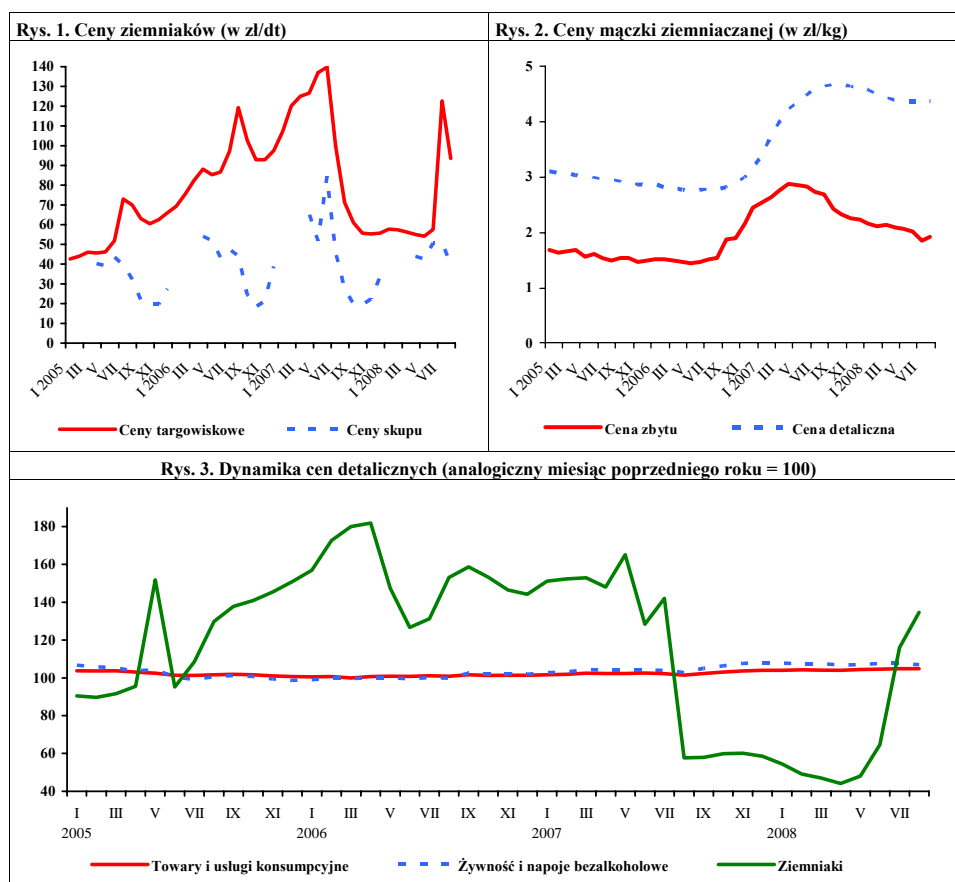 Rys. 1. Ceny ziemniaków (w zł/dt)
140
130
120
110
100
90
80
70
60
50
40
30
20
10
0
I 2005
III
V
VII
IX
XI
I 2006
III
V
VII
IX
XI
I 2007
III
V
VII
IX
XI
I 2008
III
V
VII
Ceny targowiskowe
Ceny skupu
Rys. 2. Ceny mączki ziemniaczanej (w zł/kg)
5
4
3
2
1
0
I 2005
III
V
VII
IX
XI
I 2006
III
V
VII
IX
XI
I 2007
III
V
VII
IX
XI
I 2008
III
V
VII
Cena zbytu
Cena detaliczna
Rys. 3. Dynamika cen detalicznych (analogiczny miesiąc poprzedniego roku = 100)
180
160
140
120
100
80
60
40
I III V VII IX XI I III V VII IX XI I III V VII IX XI I III V VII
2005 2006 2007 2008
Towary i usługi konsumpcyjne
Żywność i napoje bezalkoholowe
Ziemniaki